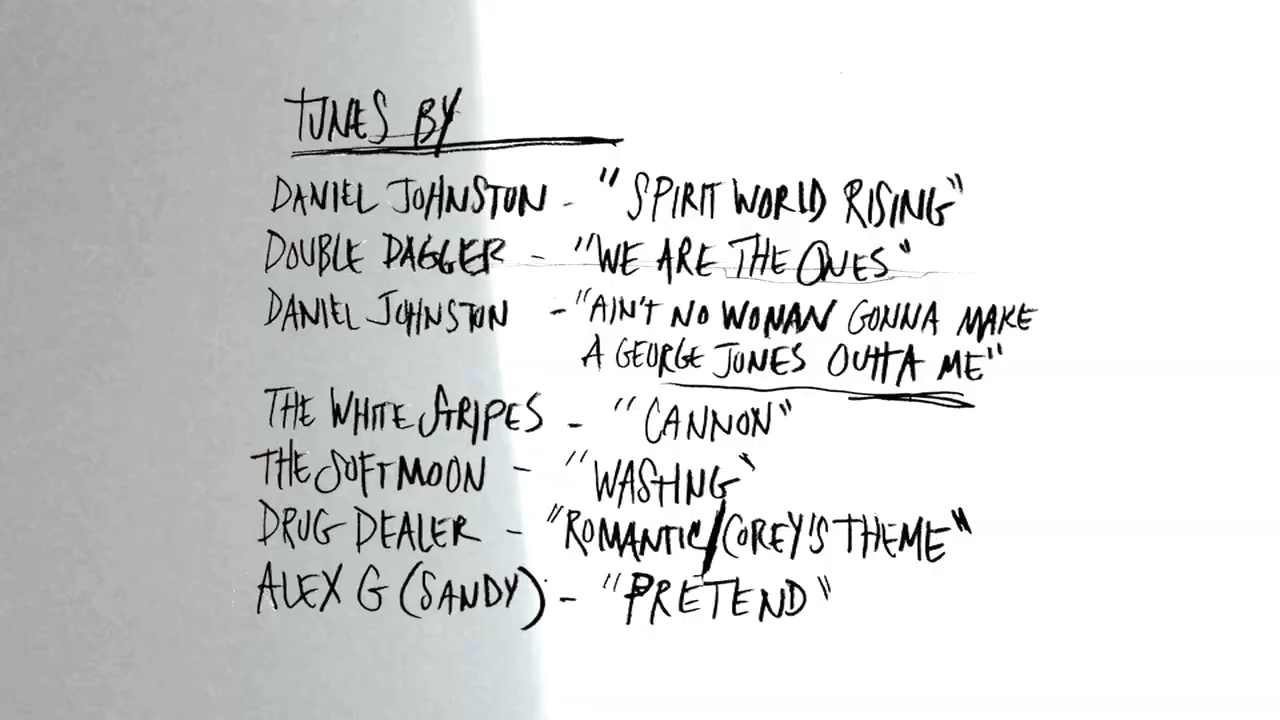 TUNES BY
DANIEL JOHNSTON - "SPIRIT WORLD RISING"
DOUBLE DAGGER - "WE ARE THE ONES"
DANIEL JOHNSTON - "AIN'T NO WOMAN GONNA MAKE
A GEORGE JONES OUTTA ME"
THE WHITE STRIPES - "CANNON"
THE SOFT MOON - "WASTING"
DRUG DEALER - "ROMANTIC/COREY'S THEME"
ALEX G (SANDY) - "PRETEND"